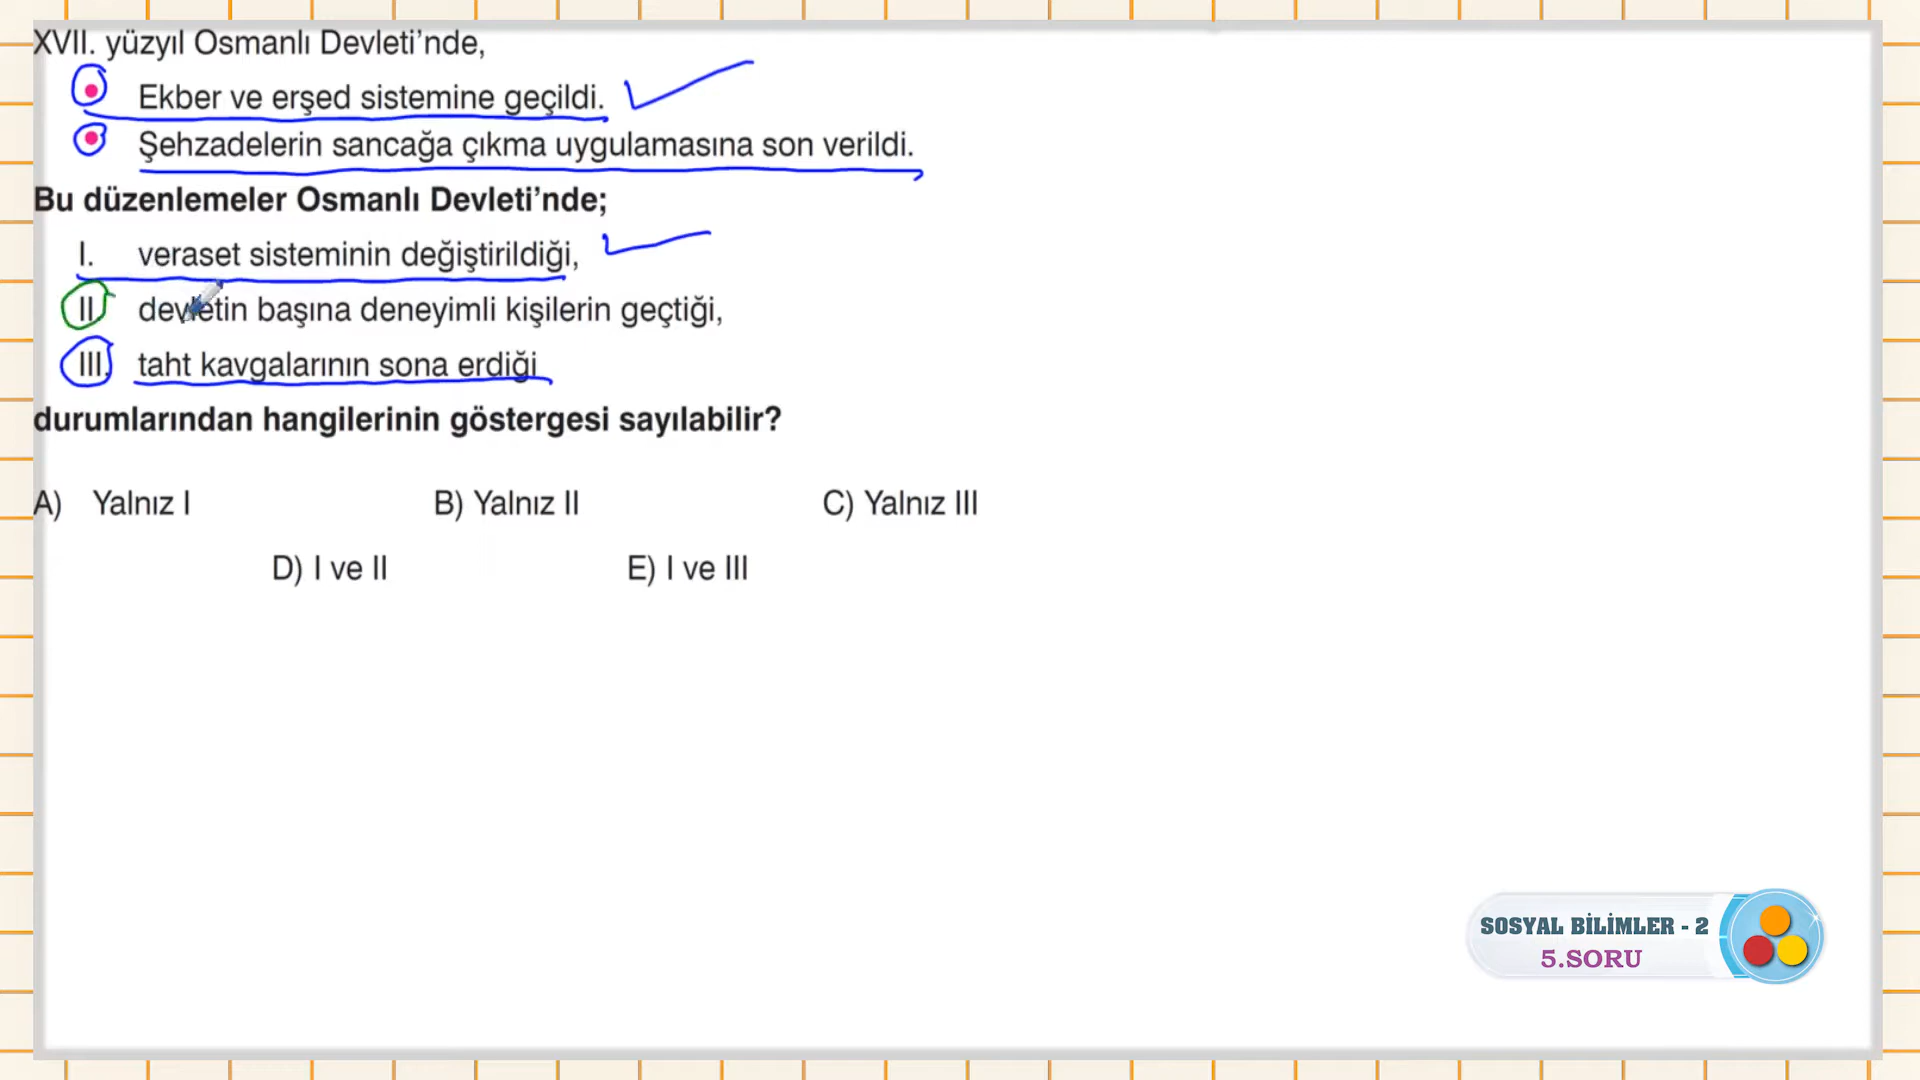 XVII. yüzyıl Osmanlı Devleti’nde,
• Ekber ve erşed sistemine geçildi.
• Şehzadelerin sancağa çıkma uygulamasına son verildi.
Bu düzenlemeler Osmanlı Devleti’nde;
I. veraset sisteminin değiştirildiği,
II. devletin başına deneyimli kişilerin geçtiği,
III. taht kavgalarının sona erdiği
durumlarından hangilerinin göstergesi sayılabilir?
A) Yalnız I B) Yalnız II C) Yalnız III
D) I ve II E) I ve III
SOSYAL BİLİMLER - 2
5.SORU